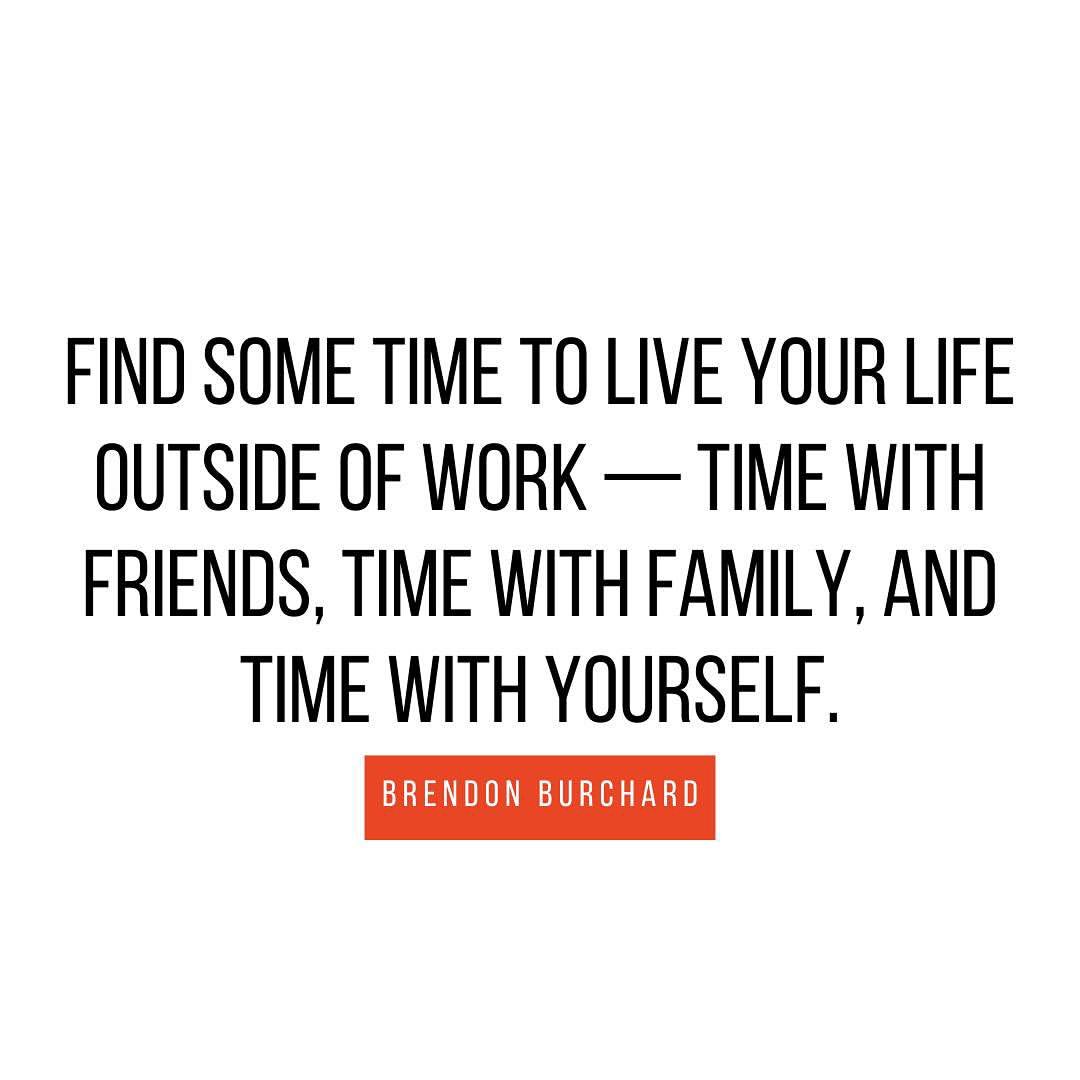 FIND SOME TIME TO LIVE YOUR LIFE
OUTSIDE OF WORK — TIME WITH
FRIENDS, TIME WITH FAMILY, AND
TIME WITH YOURSELF.
BRENDON BURCHARD